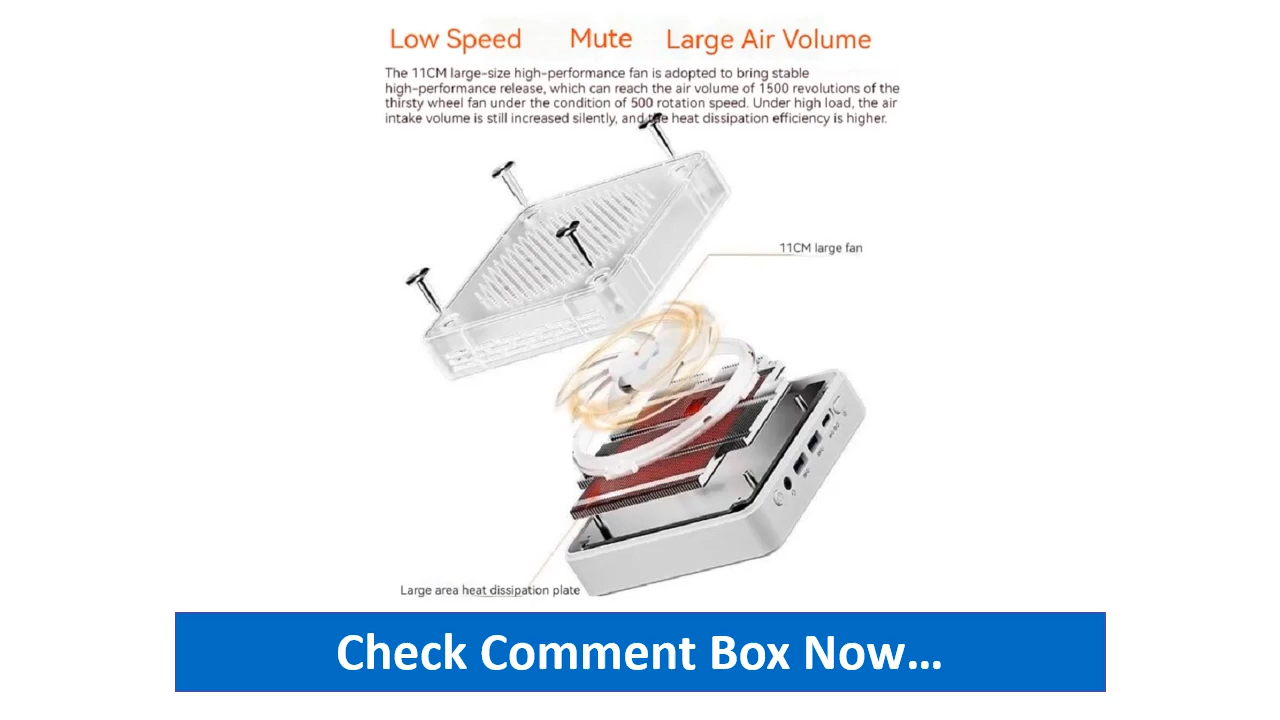 Low Speed Mute Large Air Volume
The 11CM large-size high-performance fan is adopted to bring stable
high-performance release, which can reach the air volume of 1500 revolutions of the
thirsty wheel fan under the condition of 500 rotation speed. Under high load, the air
intake volume is still increased silently, and the heat dissipation efficiency is higher.
11CM large fan
Large area heat dissipation plate
Check Comment Box Now...